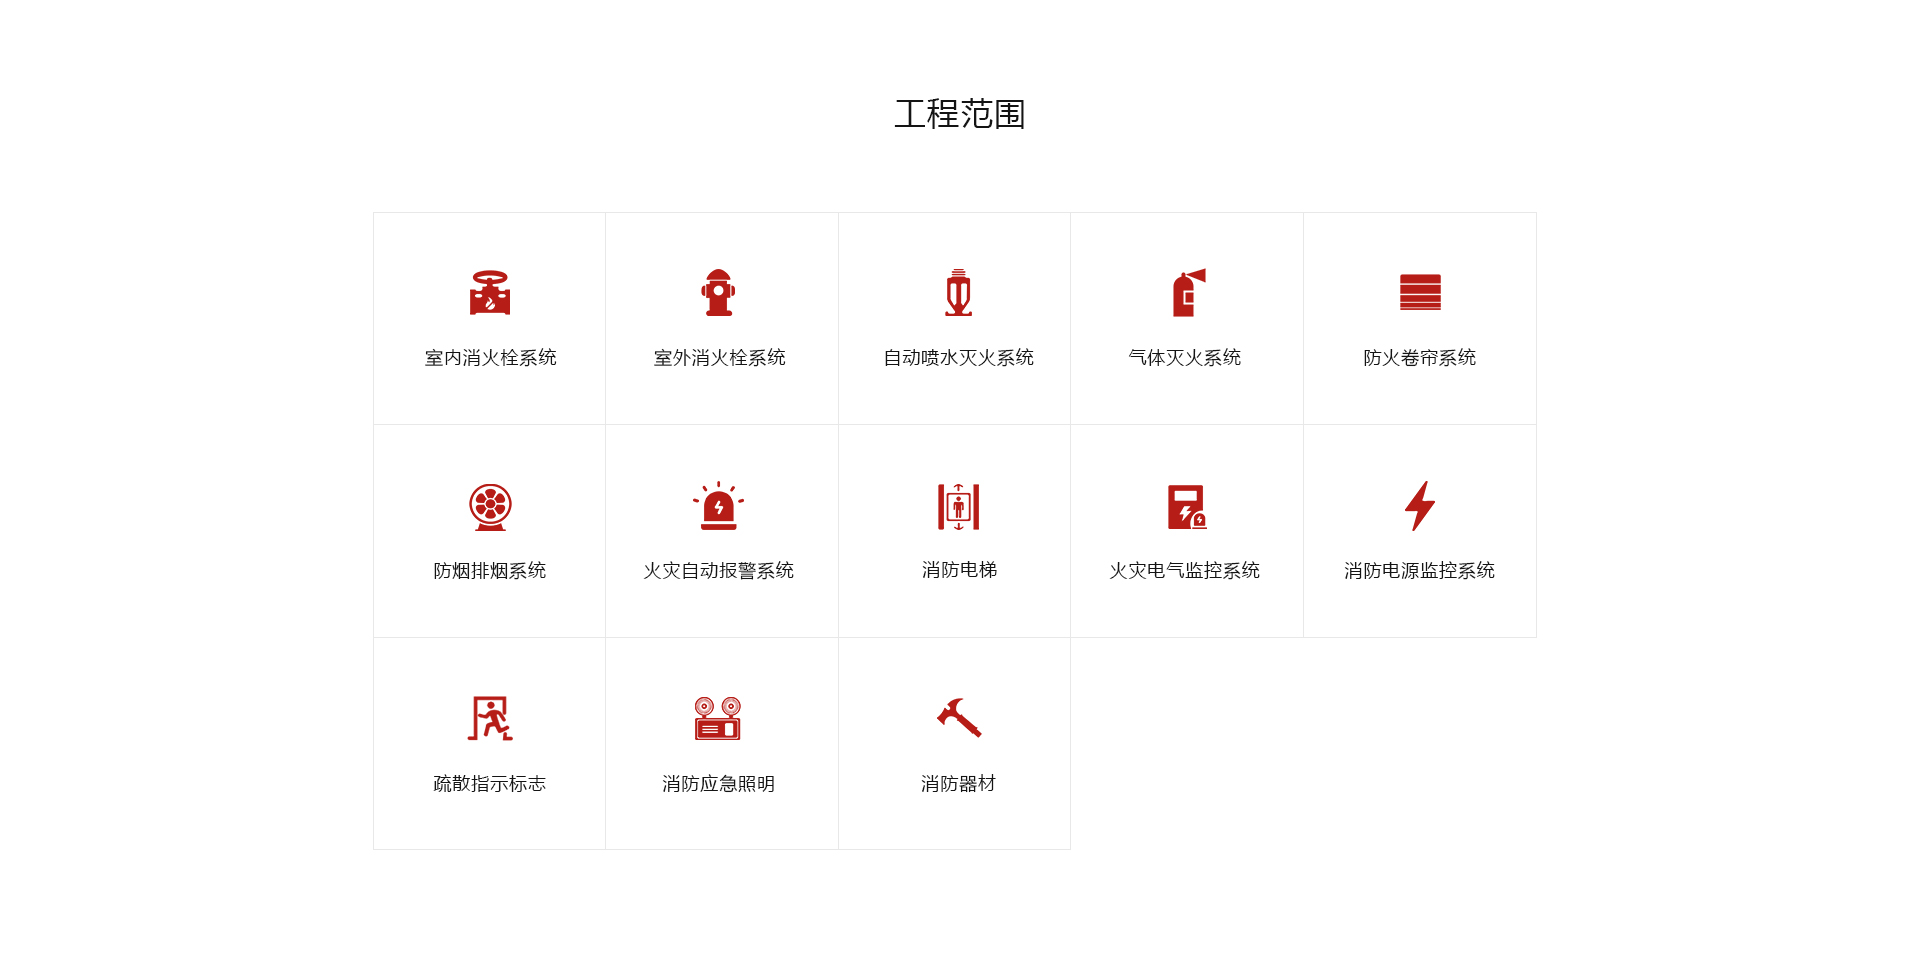 工程范围
室内消火栓系统
室外消火栓系统
自动喷水灭火系统
气体灭火系统
防火卷帘系统
防烟排烟系统
火灾自动报警系统
消防电梯
火灾电气监控系统
消防电源监控系统
疏散指示标志
消防应急照明
消防器材